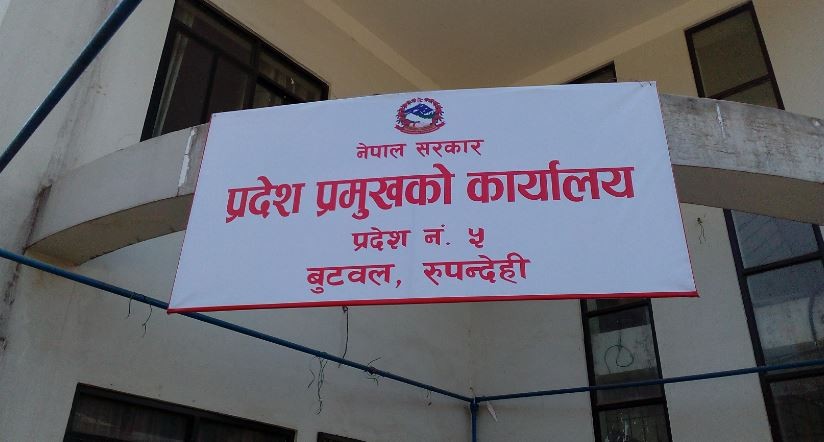 नेपाल सरकार
प्रदेश प्रमुखको कार्यालय
प्रदेश नं. ५
बुटवल, रुपन्देही